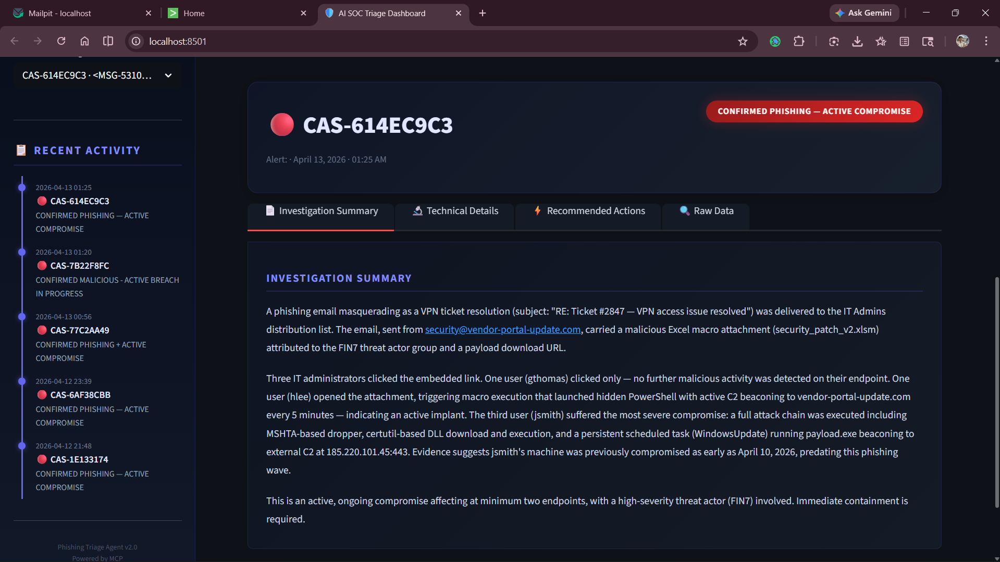 Mailpit - localhost
Home
AI SOC Triage Dashboard
Ask Gemini
localhost:8501
CAS-614EC9C3 · <MSG-5310...
RECENT ACTIVITY
2026-04-13 01:25
CAS-614EC9C3
CONFIRMED PHISHING — ACTIVE
COMPROMISE
2026-04-13 01:20
CAS-7B22F8FC
CONFIRMED MALICIOUS - ACTIVE BREACH
IN PROGRESS
2026-04-13 00:56
CAS-77C2AA49
CONFIRMED PHISHING + ACTIVE
COMPROMISE
2026-04-12 23:39
CAS-6AF38CBB
CONFIRMED PHISHING — ACTIVE
COMPROMISE
2026-04-12 21:48
CAS-1E133174
CONFIRMED PHISHING — ACTIVE
COMPROMISE
Phishing Triage Agent v2.0
Powered by MCP
CONFIRMED PHISHING — ACTIVE COMPROMISE
CAS-614EC9C3
Alert: · April 13, 2026 · 01:25 AM
Investigation Summary
Technical Details
Recommended Actions
Raw Data
INVESTIGATION SUMMARY
A phishing email masquerading as a VPN ticket resolution (subject: "RE: Ticket #2847 — VPN access issue resolved") was delivered to the IT Admins
distribution list. The email, sent from security@vendor-portal-update.com, carried a malicious Excel macro attachment (security_patch_v2.xlsm)
attributed to the FIN7 threat actor group and a payload download URL.
Three IT administrators clicked the embedded link. One user (gthomas) clicked only — no further malicious activity was detected on their endpoint. One
user (hlee) opened the attachment, triggering macro execution that launched hidden PowerShell with active C2 beaconing to vendor-portal-update.com
every 5 minutes — indicating an active implant. The third user (jsmith) suffered the most severe compromise: a full attack chain was executed including
MSHTA-based dropper, certutil-based DLL download and execution, and a persistent scheduled task (WindowsUpdate) running payload.exe beaconing to
external C2 at 185.220.101.45:443. Evidence suggests jsmith's machine was previously compromised as early as April 10, 2026, predating this phishing
wave.
This is an active, ongoing compromise affecting at minimum two endpoints, with a high-severity threat actor (FIN7) involved. Immediate containment is
required.